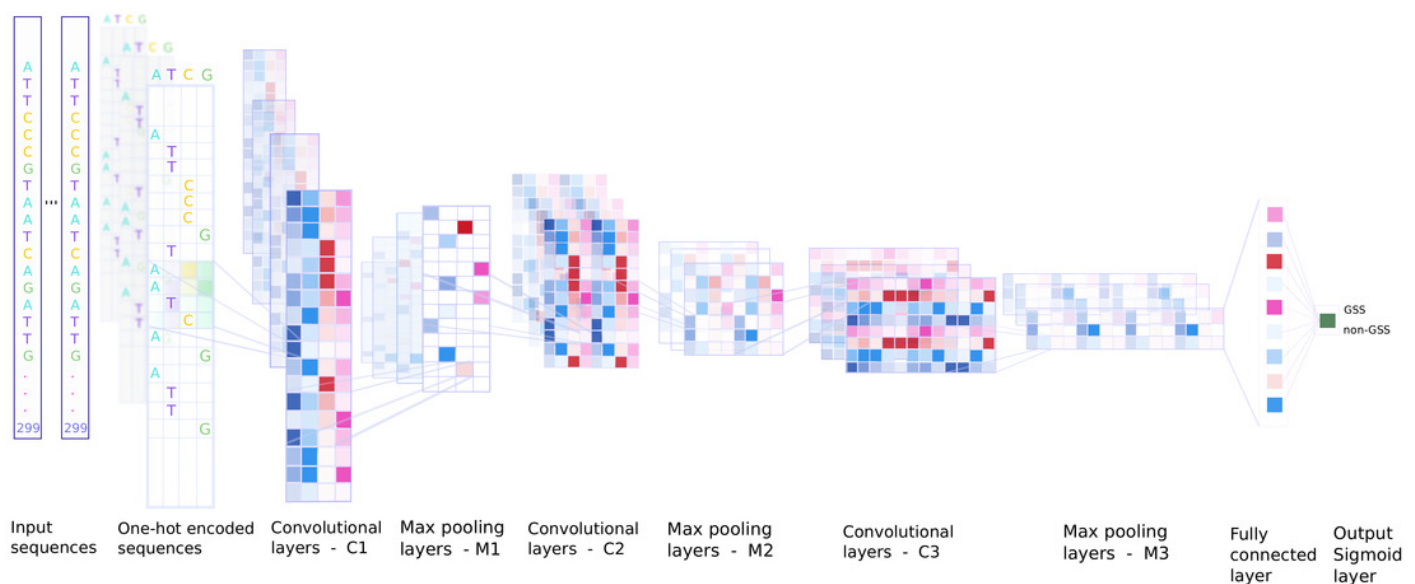 A T C G
A T C G
A T C G
A
T
T
C
C
C
G
T
A
A
T
C
A
G
A
T
T
G
.
.
.
299
...
A
T
T
C
C
C
G
T
A
A
T
C
A
G
A
T
T
G
.
.
.
299
A
T
T
C
C
C
G
T
A
A
T
C
A
G
A
T
T
G
GSS
non-GSS
Input
sequences
One-hot encoded
sequences
Convolutional
layers - C1
Max pooling
layers - M1
Convolutional
layers - C2
Max pooling
layers - M2
Convolutional
layers - C3
Max pooling
layers - M3
Fully
connected
layer
Output
Sigmoid
layer